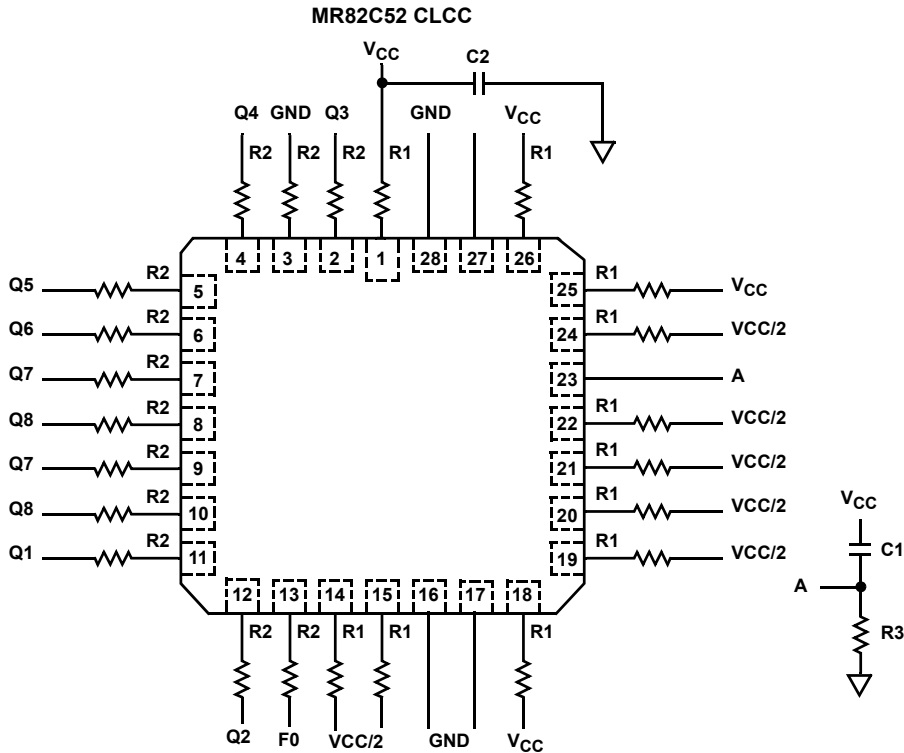 MR82C52 CLCC
VCC
C2
Q4 GND Q3 GND VCC
R2 R2 R2 R1 R1
4 3 2 1 28 27 26
Q5 R2 5 25 R1 VCC
Q6 R2 6 24 R1 VCC/2
Q7 R2 7 23 A
Q8 R2 8 22 R1 VCC/2
Q7 R2 9 21 R1 VCC/2
Q8 R2 10 20 R1 VCC/2
Q1 R2 11 19 R1 VCC/2
12 13 14 15 16 17 18
R2 R2 R1 R1 R1
Q2 F0 VCC/2 GND VCC
VCC
C1
A
R3